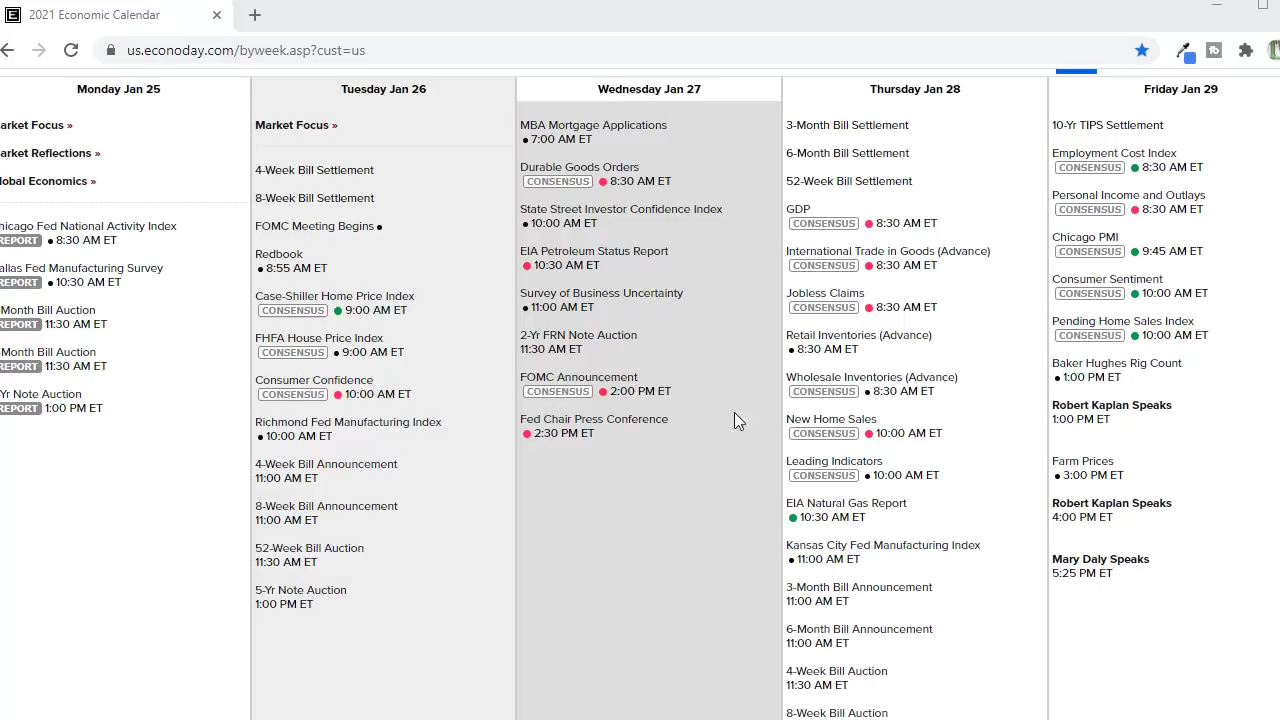 2021 Economic Calendar
us.econoday.com/byweek.asp?cust=us
Monday Jan 25
arket Focus »
arket Reflections »
lobal Economics »
hicago Fed National Activity Index
REPORT 8:30 AM ET
allas Fed Manufacturing Survey
REPORT 10:30 AM ET
-Month Bill Auction
REPORT 11:30 AM ET
-Month Bill Auction
REPORT 11:30 AM ET
-Yr Note Auction
REPORT 1:00 PM ET
Tuesday Jan 26
Market Focus »
4-Week Bill Settlement
8-Week Bill Settlement
FOMC Meeting Begins
Redbook
8:55 AM ET
Case-Shiller Home Price Index
CONSENSUS 9:00 AM ET
FHFA House Price Index
CONSENSUS 9:00 AM ET
Consumer Confidence
CONSENSUS 10:00 AM ET
Richmond Fed Manufacturing Index
10:00 AM ET
4-Week Bill Announcement
11:00 AM ET
8-Week Bill Announcement
11:00 AM ET
52-Week Bill Auction
11:30 AM ET
5-Yr Note Auction
1:00 PM ET
Wednesday Jan 27
MBA Mortgage Applications
7:00 AM ET
Durable Goods Orders
CONSENSUS 8:30 AM ET
State Street Investor Confidence Index
10:00 AM ET
EIA Petroleum Status Report
10:30 AM ET
Survey of Business Uncertainty
11:00 AM ET
2-Yr FRN Note Auction
11:30 AM ET
FOMC Announcement
CONSENSUS 2:00 PM ET
Fed Chair Press Conference
2:30 PM ET
Thursday Jan 28
3-Month Bill Settlement
6-Month Bill Settlement
52-Week Bill Settlement
GDP
CONSENSUS 8:30 AM ET
International Trade in Goods (Advance)
CONSENSUS 8:30 AM ET
Jobless Claims
CONSENSUS 8:30 AM ET
Retail Inventories (Advance)
8:30 AM ET
Wholesale Inventories (Advance)
CONSENSUS 8:30 AM ET
New Home Sales
CONSENSUS 10:00 AM ET
Leading Indicators
CONSENSUS 10:00 AM ET
EIA Natural Gas Report
10:30 AM ET
Kansas City Fed Manufacturing Index
11:00 AM ET
3-Month Bill Announcement
11:00 AM ET
6-Month Bill Announcement
11:00 AM ET
4-Week Bill Auction
11:30 AM ET
8-Week Bill Auction
Friday Jan 29
10-Yr TIPS Settlement
Employment Cost Index
CONSENSUS 8:30 AM ET
Personal Income and Outlays
CONSENSUS 8:30 AM ET
Chicago PMI
CONSENSUS 9:45 AM ET
Consumer Sentiment
CONSENSUS 10:00 AM ET
Pending Home Sales Index
CONSENSUS 10:00 AM ET
Baker Hughes Rig Count
1:00 PM ET
Robert Kaplan Speaks
1:00 PM ET
Farm Prices
3:00 PM ET
Robert Kaplan Speaks
4:00 PM ET
Mary Daly Speaks
5:25 PM ET